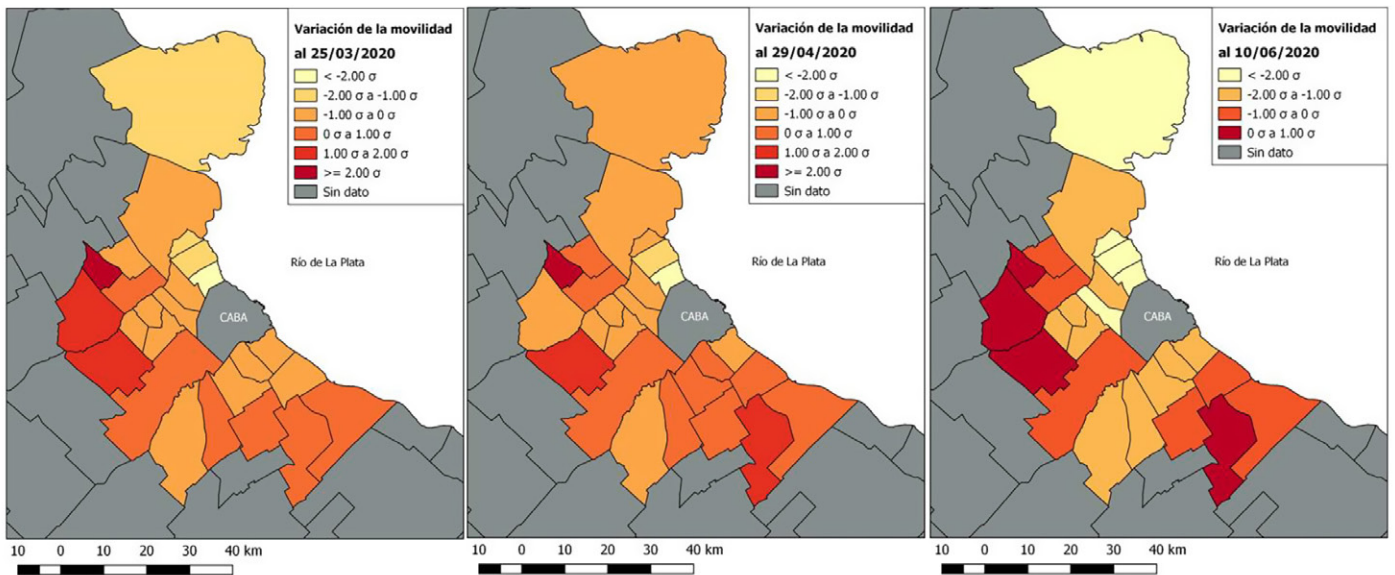 Variación de la movilidad
al 25/03/2020
< -2.00 σ
-2.00 σ a -1.00 σ
-1.00 σ a 0 σ
0 σ a 1.00 σ
1.00 σ a 2.00 σ
>= 2.00 σ
Sin dato
Río de La Plata
CABA
10 0 10 20 30 40 km
Variación de la movilidad
al 29/04/2020
< -2.00 σ
-2.00 σ a -1.00 σ
-1.00 σ a 0 σ
0 σ a 1.00 σ
1.00 σ a 2.00 σ
>= 2.00 σ
Sin dato
Río de La Plata
CABA
10 0 10 20 30 40 km
Variación de la movilidad
al 10/06/2020
< -2.00 σ
-2.00 σ a -1.00 σ
-1.00 σ a 0 σ
0 σ a 1.00 σ
Sin dato
Río de La Plata
CABA
10 0 10 20 30 40 km